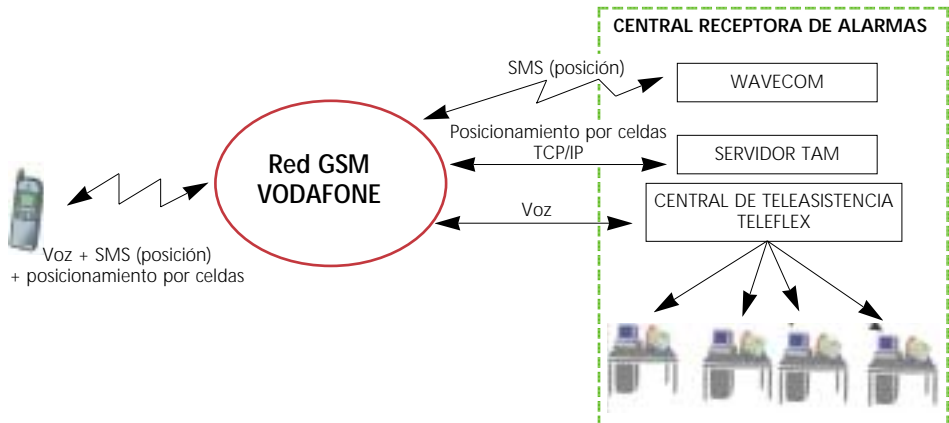 CENTRAL RECEPTORA DE ALARMAS
SMS (posición)
WAVECOM
Posicionamiento por celdas
TCP/IP
SERVIDOR TAM
Red GSM
VODAFONE
CENTRAL DE TELEASISTENCIA
TELEFLEX
Voz
Voz + SMS (posición)
+ posicionamiento por celdas